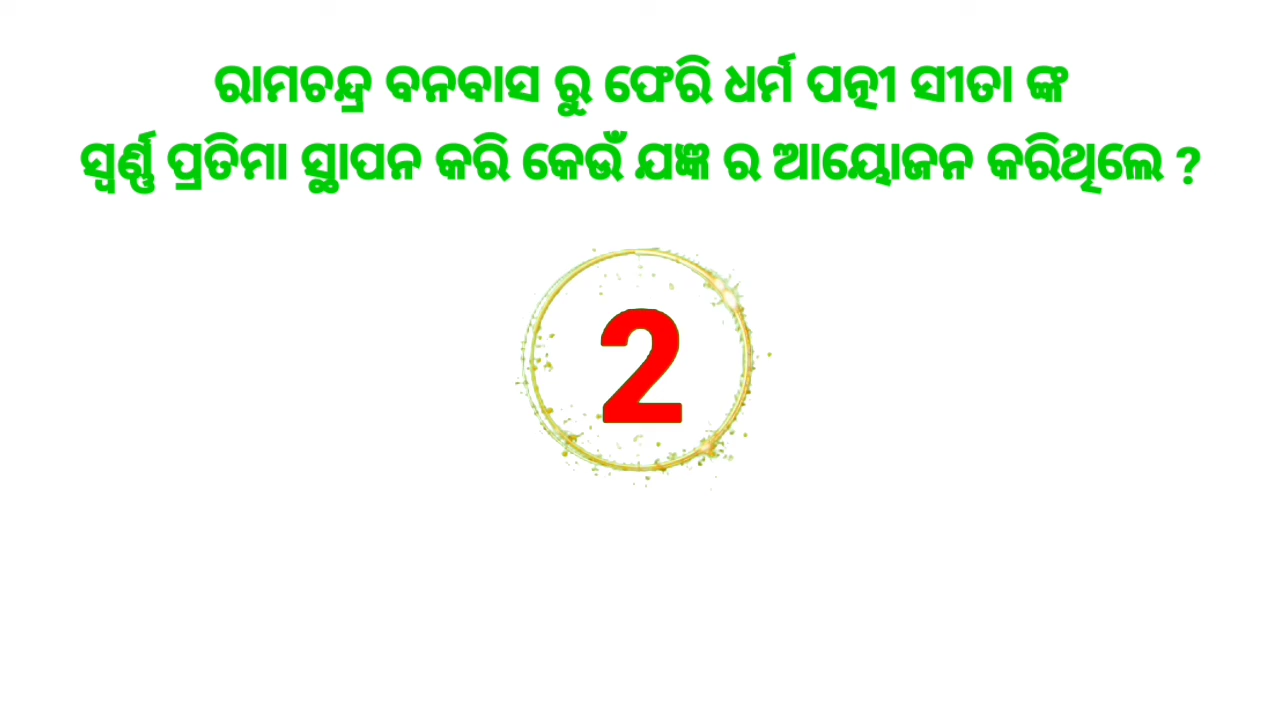 ରାମଚନ୍ଦ୍ର ବନବାସ ରୁ ଫେରି ଧର୍ମ ପତ୍ନୀ ସୀତା ଙ୍କ
ସ୍ୱର୍ଣ୍ଣ ପ୍ରତିମା ସ୍ଥାପନ କରି କେଉଁ ଯଜ୍ଞ ର ଆୟୋଜନ କରିଥିଲେ ?
2